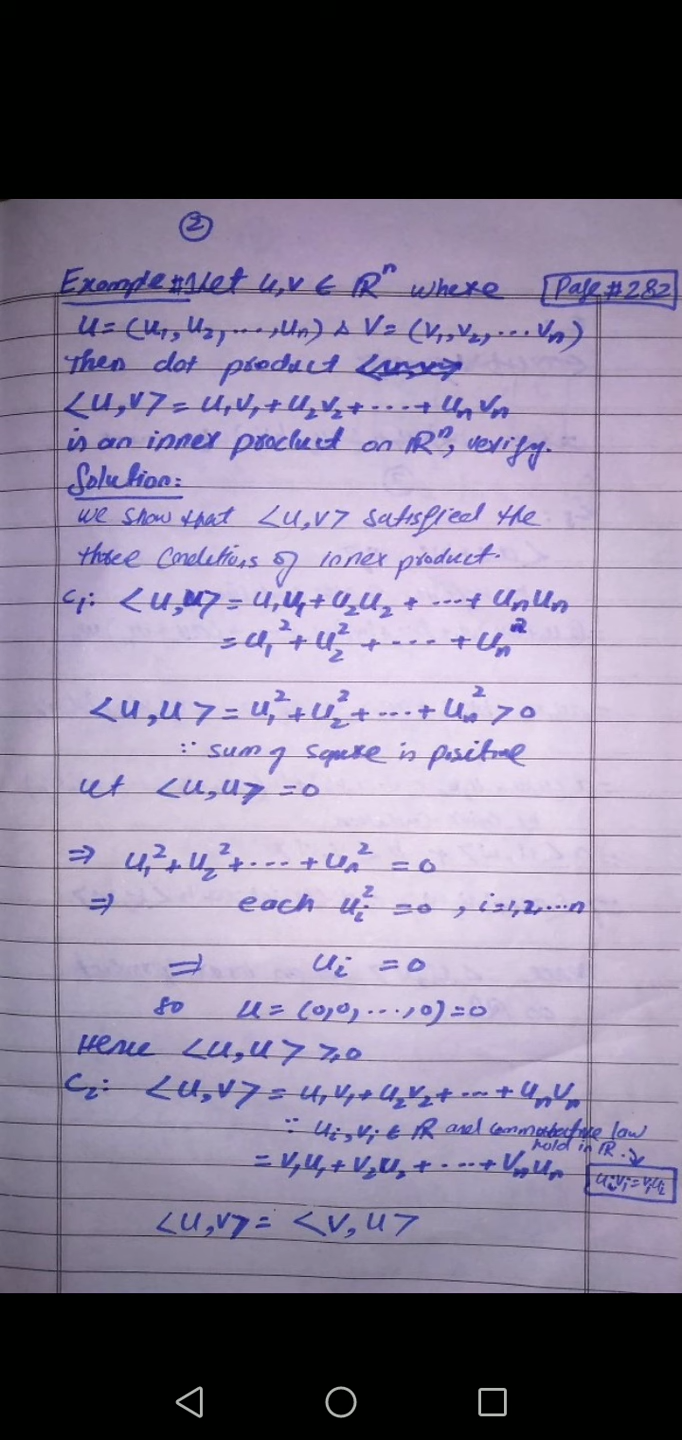 ②
Example #1 Let u, v ∈ ℝⁿ where Page # 282
u = (u₁, u₂, ..., uₙ) & v = (v₁, v₂, ... vₙ)
Then dot product <u,v>
<u,v> = u₁v₁ + u₂v₂ + ... + uₙvₙ
is an inner product on ℝⁿ, verify.
Solution:
We show that <u,v> satisfied the
three conditions of inner product.
C₁: <u,u> = u₁u₁ + u₂u₂ + ... + uₙuₙ
= u₁² + u₂² + ... + uₙ²
<u,u> = u₁² + u₂² + ... + uₙ² > 0
∵ sum of square is positive
Let <u,u> = 0
⇒ u₁² + u₂² + ... + uₙ² = 0
⇒ each uᵢ² = 0, i=1,2,...n
⇒ uᵢ = 0
so u = (0,0,...,0) = 0
Hence <u,u> ≥ 0
C₂: <u,v> = u₁v₁ + u₂v₂ + ... + uₙvₙ
∵ uᵢ, vᵢ ∈ ℝ and commutative law
hold in ℝ. ↘
= v₁u₁ + v₂u₂ + ... + vₙuₙ uᵢvᵢ = vᵢuᵢ
<u,v> = <v,u>